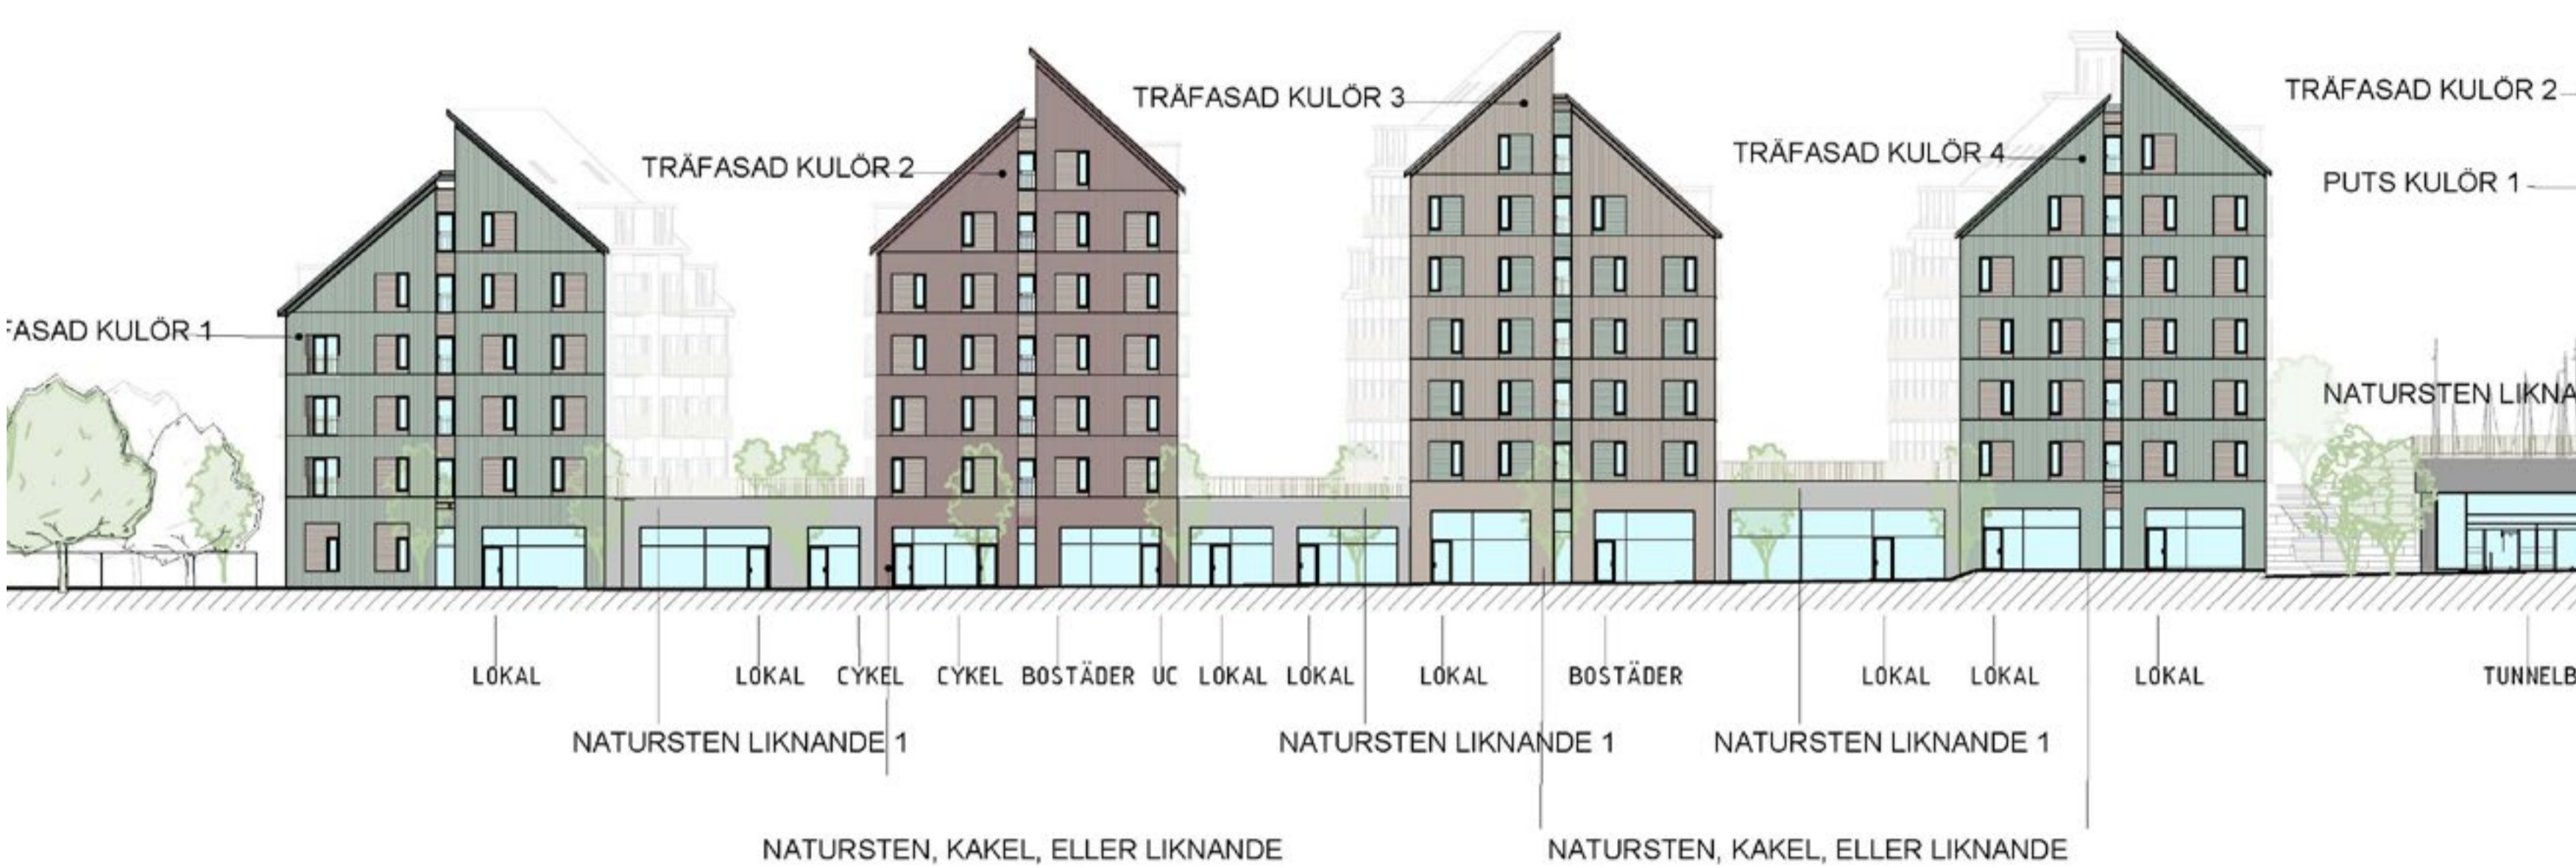 TRÄFASAD KULÖR 2
TRÄFASAD KULÖR 3
TRÄFASAD KULÖR 2
TRÄFASAD KULÖR 4
PUTS KULÖR 1
FASAD KULÖR 1
NATURSTEN LIKNA
LOKAL
LOKAL
CYKEL
CYKEL
BOSTÄDER
UC
LOKAL
LOKAL
LOKAL
BOSTÄDER
LOKAL
LOKAL
LOKAL
TUNNELB
NATURSTEN LIKNANDE 1
NATURSTEN LIKNANDE 1
NATURSTEN LIKNANDE 1
NATURSTEN, KAKEL, ELLER LIKNANDE
NATURSTEN, KAKEL, ELLER LIKNANDE